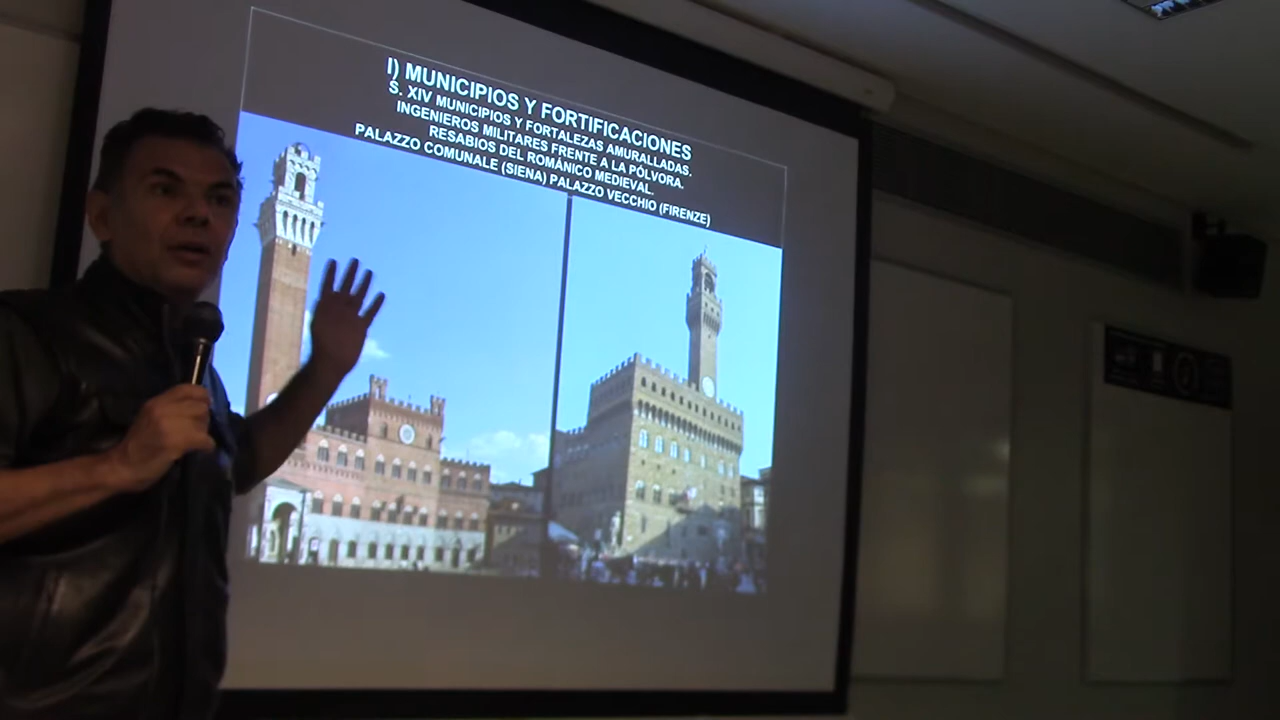 I) MUNICIPIOS Y FORTIFICACIONES
S. XIV MUNICIPIOS Y FORTALEZAS AMURALLADAS.
INGENIEROS MILITARES FRENTE A LA PÓLVORA.
RESABIOS DEL ROMÁNICO MEDIEVAL.
PALAZZO COMUNALE (SIENA) PALAZZO VECCHIO (FIRENZE)